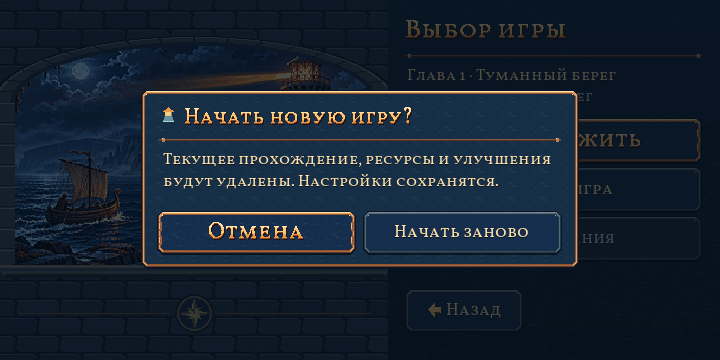 Выбор игры
Глава 1 · Туманный берег
Начать новую игру?
Текущее прохождение, ресурсы и улучшения
будут удалены. Настройки сохранятся.
Отмена
Начать заново
Назад